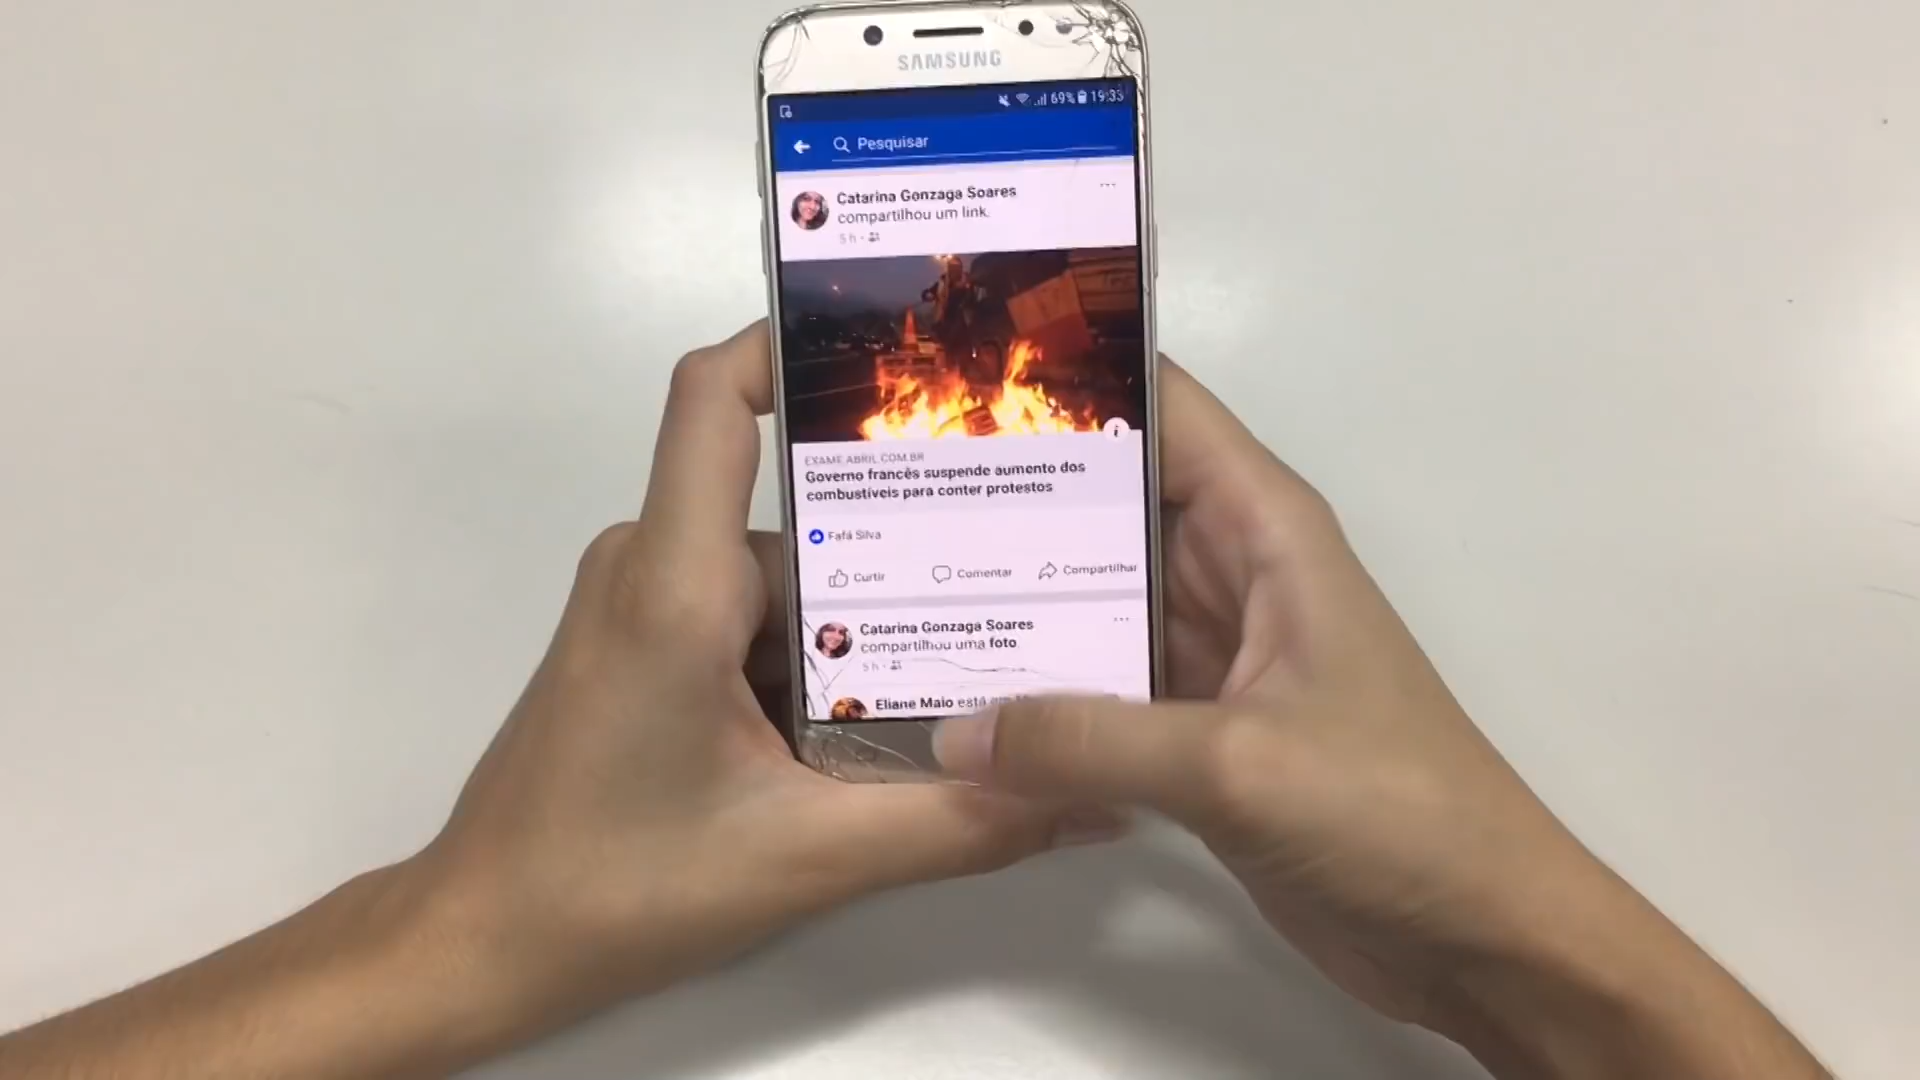 SAMSUNG
69% 19:33
Pesquisar
Catarina Gonzaga Soares
compartilhou um link.
5 h
EXAME.ABRIL.COM.BR
Governo francês suspende aumento dos
combustíveis para conter protestos
Fafá Silva
Curtir Comentar Compartilhar
Catarina Gonzaga Soares
compartilhou uma foto
5 h
Eliane Maio está